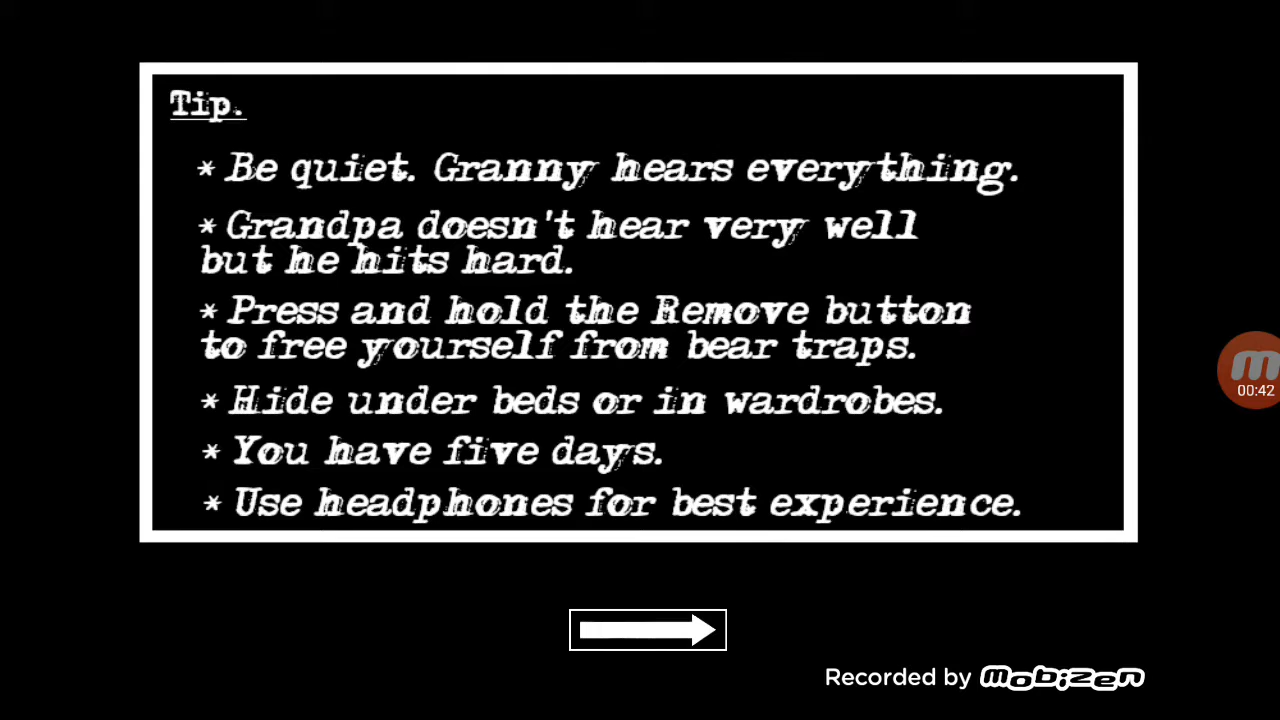 Tip.
* Be quiet. Granny hears everything.
* Grandpa doesn't hear very well
but he hits hard.
* Press and hold the Remove button
to free yourself from bear traps.
* Hide under beds or in wardrobes.
* You have five days.
* Use headphones for best experience.
00:42
Recorded by mobizen